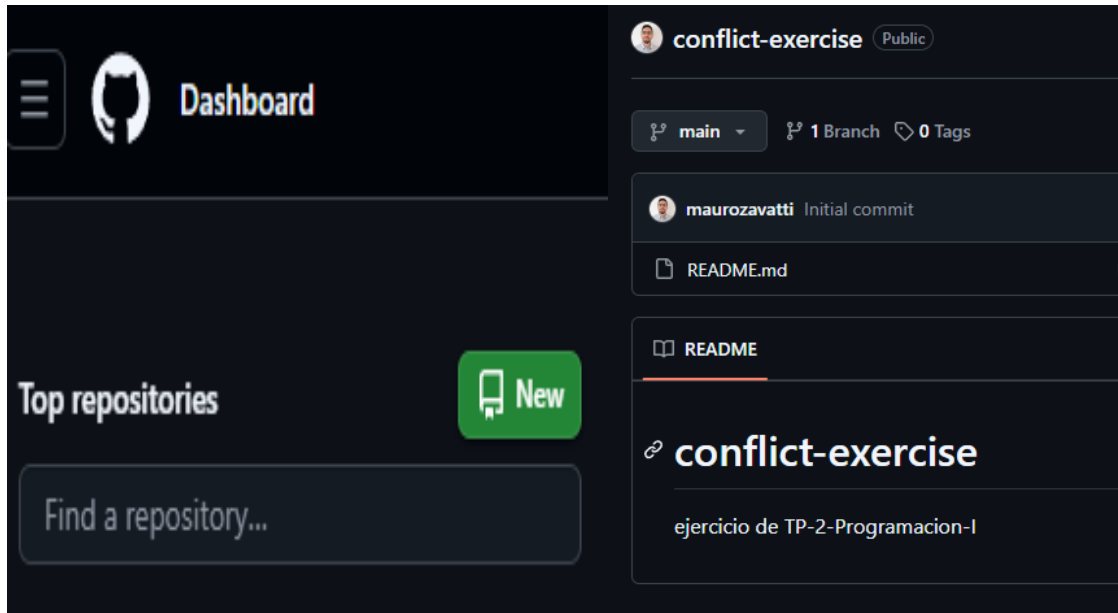 Dashboard
Top repositories
New
Find a repository...
conflict-exercise Public
main 1 Branch 0 Tags
maurozavatti Initial commit
README.md
README
conflict-exercise
ejercicio de TP-2-Programacion-I